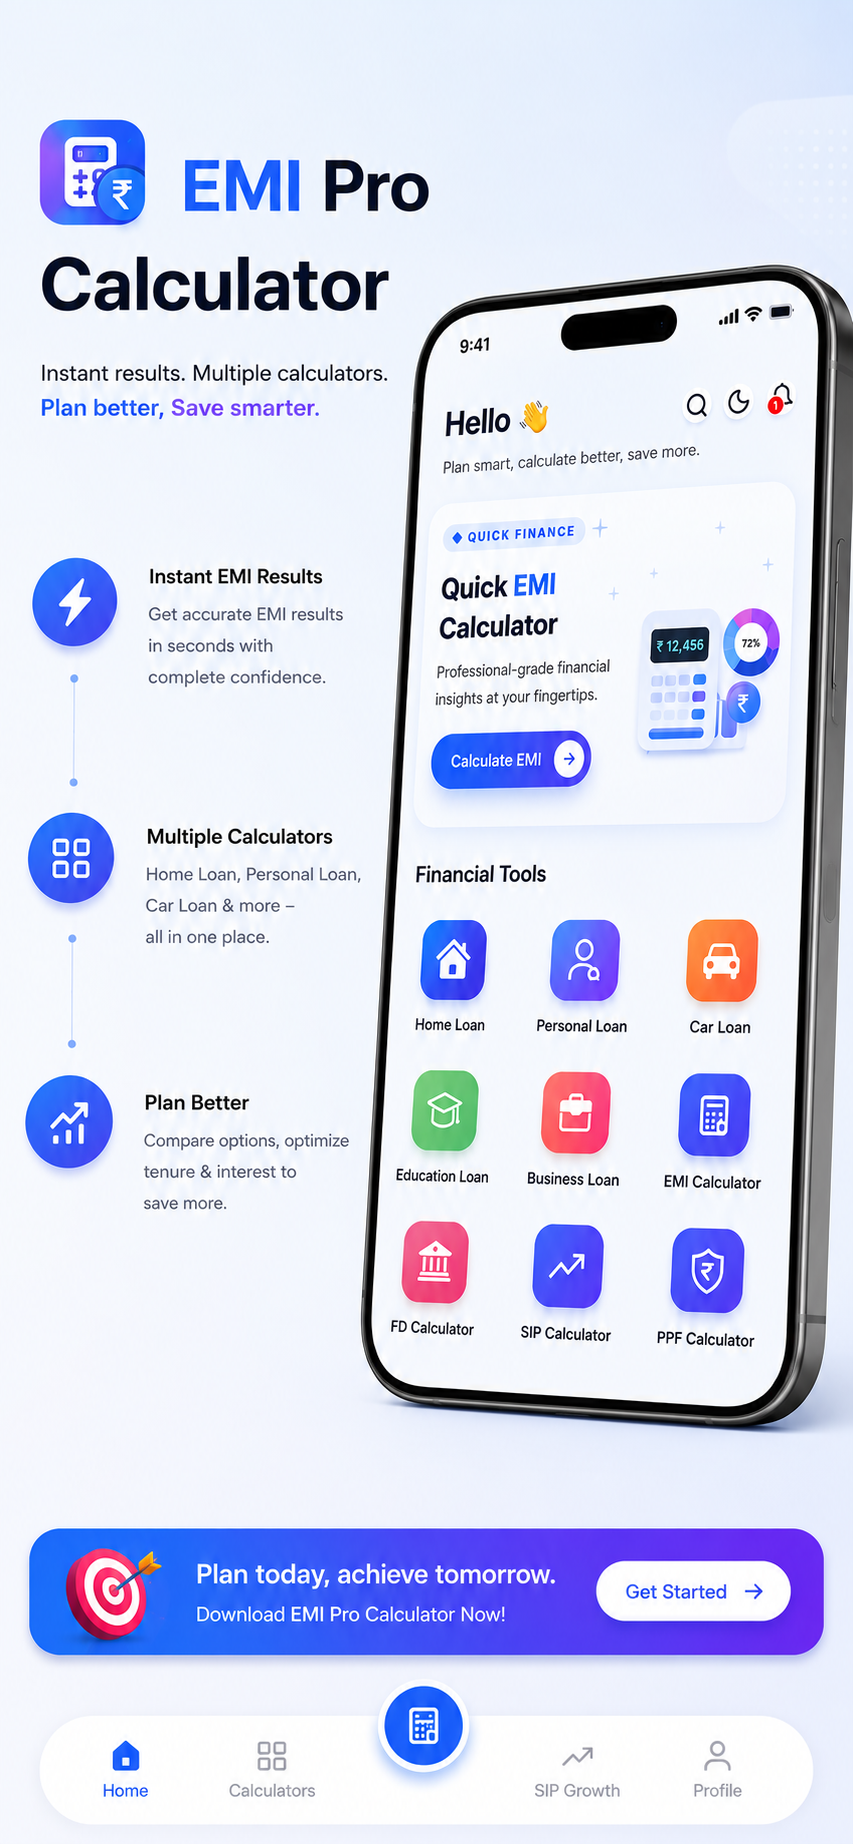 EMI Pro
Calculator
Instant results. Multiple calculators.
Plan better, Save smarter.
Instant EMI Results
Get accurate EMI results
in seconds with
complete confidence.
Multiple Calculators
Home Loan, Personal Loan,
Car Loan & more –
all in one place.
Plan Better
Compare options, optimize
tenure & interest to
save more.
9:41
Hello 👋
1
Plan smart, calculate better, save more.
QUICK FINANCE
Quick EMI
Calculator
Professional-grade financial
insights at your fingertips.
₹ 12,456
72%
₹
Calculate EMI
Financial Tools
Home Loan
Personal Loan
Car Loan
Education Loan
Business Loan
EMI Calculator
FD Calculator
SIP Calculator
PPF Calculator
Plan today, achieve tomorrow.
Download EMI Pro Calculator Now!
Get Started
Home
Calculators
SIP Growth
Profile